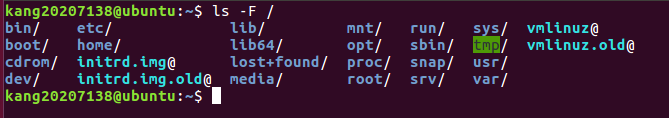 kang20207138@ubuntu:~$ ls -F /
bin/ etc/ lib/ mnt/ run/ sys/ vmlinuz@
boot/ home/ lib64/ opt/ sbin/ tmp/ vmlinuz.old@
cdrom/ initrd.img@ lost+found/ proc/ snap/ usr/
dev/ initrd.img.old@ media/ root/ srv/ var/
kang20207138@ubuntu:~$